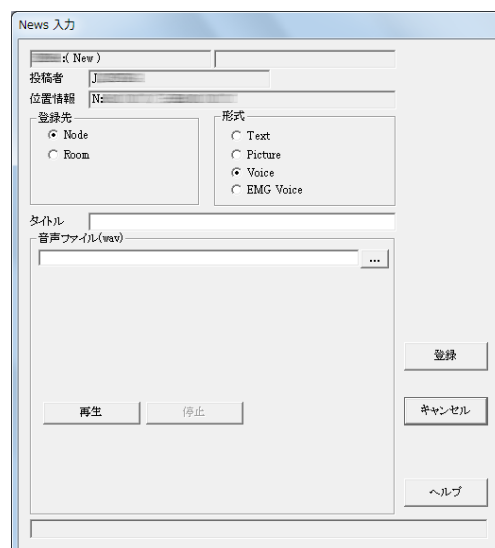 News 入力
:( New )
投稿者 J
位置情報 N:
登録先
Node
Room
形式
Text
Picture
Voice
EMG Voice
タイトル
音声ファイル(wav)
...
登録
再生 停止
キャンセル
ヘルプ